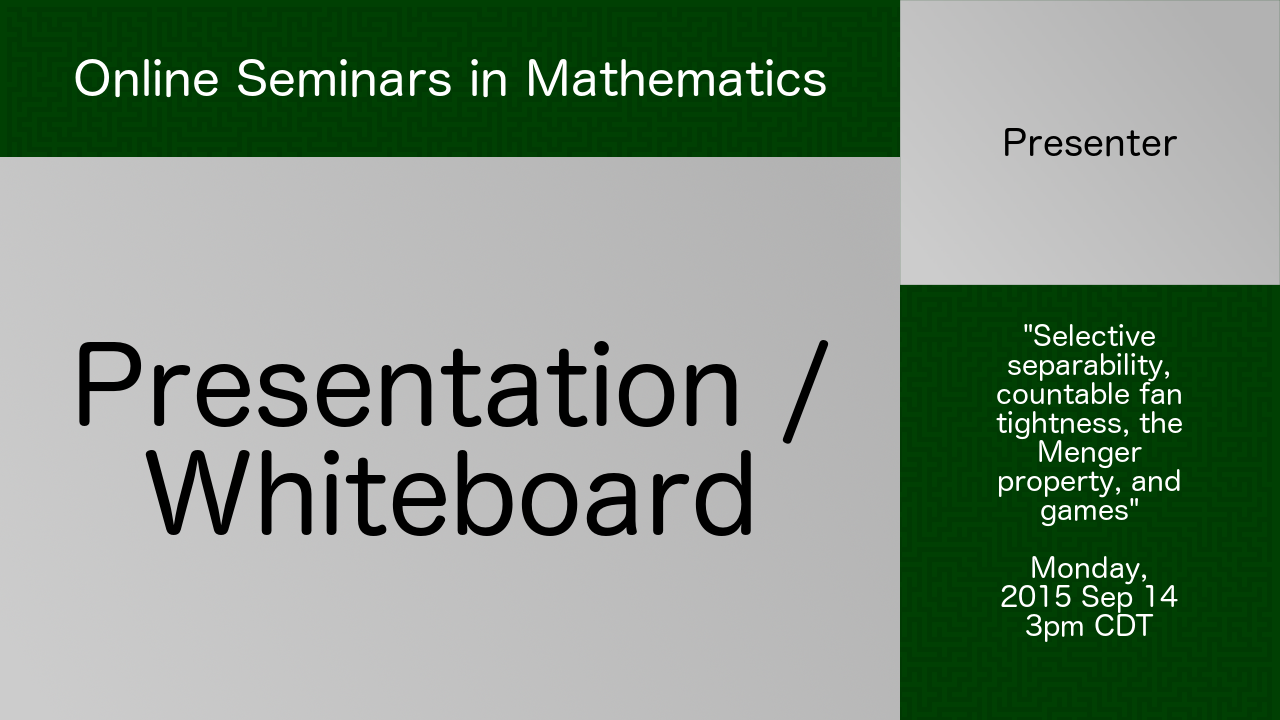 Online Seminars in Mathematics
Presenter
Presentation /
Whiteboard
"Selective
separability,
countable fan
tightness, the
Menger
property, and
games"
Monday,
2015 Sep 14
3pm CDT